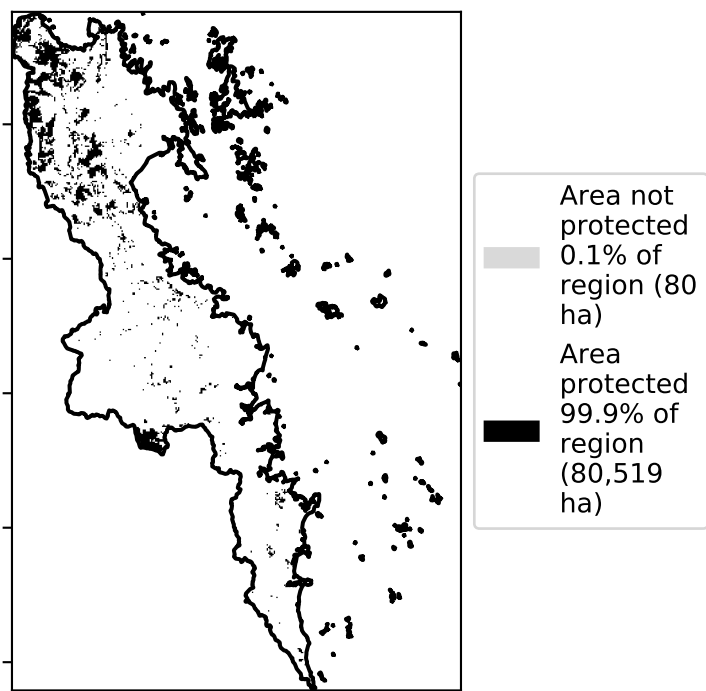 Area not
protected
0.1% of
region (80
ha)
Area
protected
99.9% of
region
(80,519
ha)